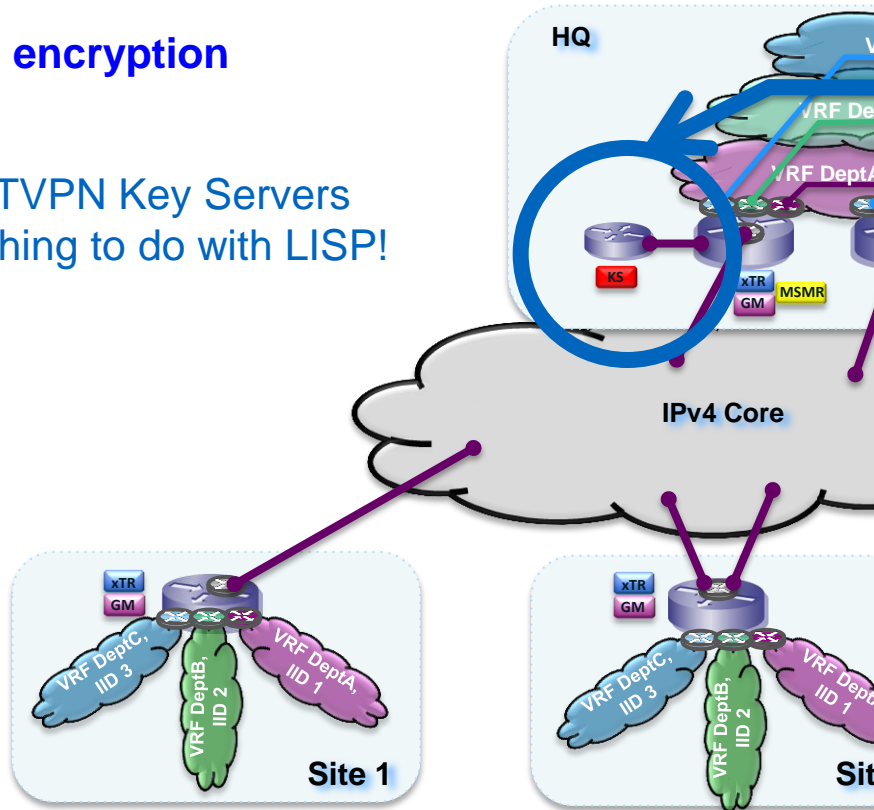 encryption
TVPN Key Servers
hing to do with LISP!
HQ
V
VRF De
VRF DeptA
KS
xTR
MSMR
GM
IPv4 Core
xTR
GM
VRF DeptC,
IID 3
VRF DeptB,
IID 2
VRF DeptA,
IID 1
Site 1
xTR
GM
VRF DeptC,
IID 3
VRF DeptB,
IID 2
VRF Dept
IID 1
Sit